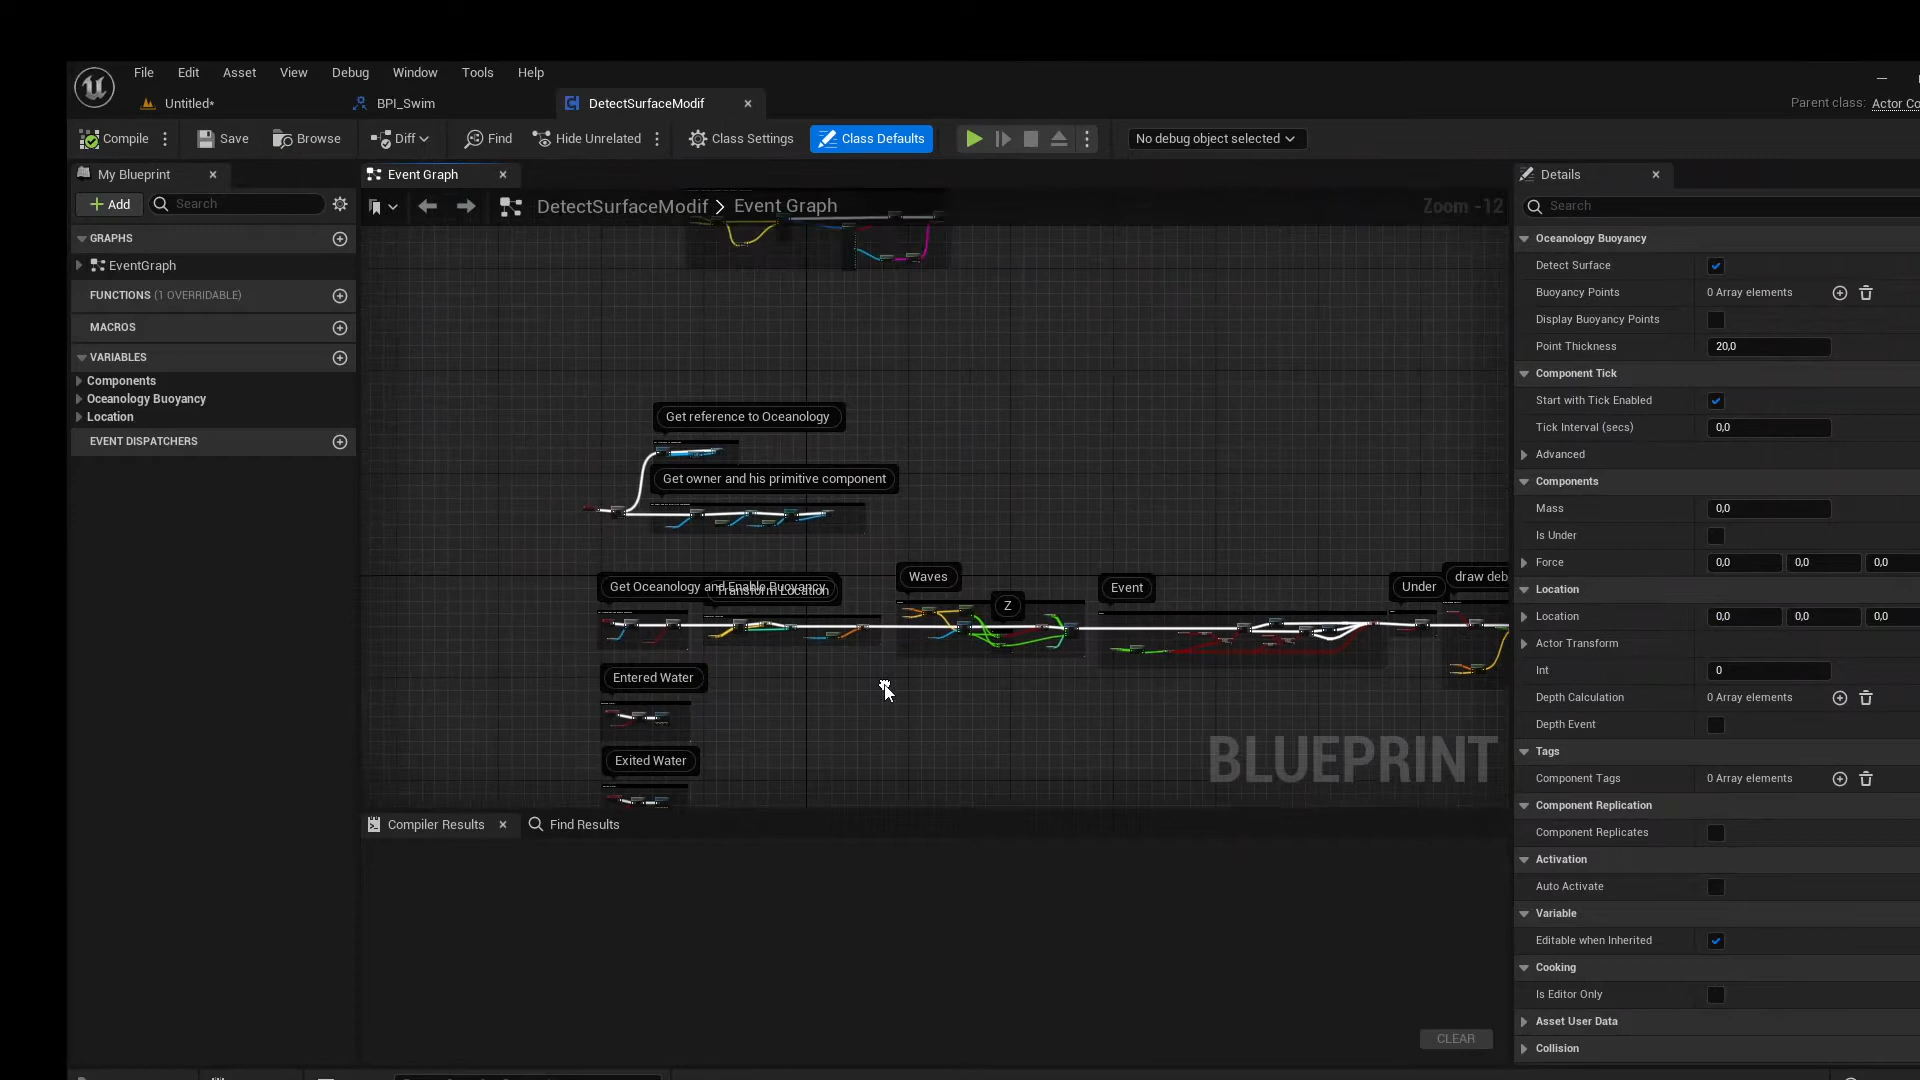 File Edit Asset View Debug Window Tools Help
Untitled* BPI_Swim DetectSurfaceModif
Parent class: Actor Co
Compile Save Browse Diff Find Hide Unrelated Class Settings Class Defaults No debug object selected
My Blueprint
Event Graph
Details
Add Search
DetectSurfaceModif > Event Graph
Zoom -12
Search
GRAPHS
EventGraph
FUNCTIONS (1 OVERRIDABLE)
MACROS
VARIABLES
Components
Oceanology Buoyancy
Location
EVENT DISPATCHERS
Get reference to Oceanology
Get owner and his primitive component
Get Oceanology and Enable Buoyancy
Transform Location
Waves
Z
Event
Under
draw deb
Entered Water
Exited Water
BLUEPRINT
Compiler Results Find Results
CLEAR
Oceanology Buoyancy
Detect Surface
Buoyancy Points 0 Array elements
Display Buoyancy Points
Point Thickness 20,0
Component Tick
Start with Tick Enabled
Tick Interval (secs) 0,0
Advanced
Components
Mass 0,0
Is Under
Force 0,0 0,0 0,0
Location
Location 0,0 0,0 0,0
Actor Transform
Int 0
Depth Calculation 0 Array elements
Depth Event
Tags
Component Tags 0 Array elements
Component Replication
Component Replicates
Activation
Auto Activate
Variable
Editable when Inherited
Cooking
Is Editor Only
Asset User Data
Collision